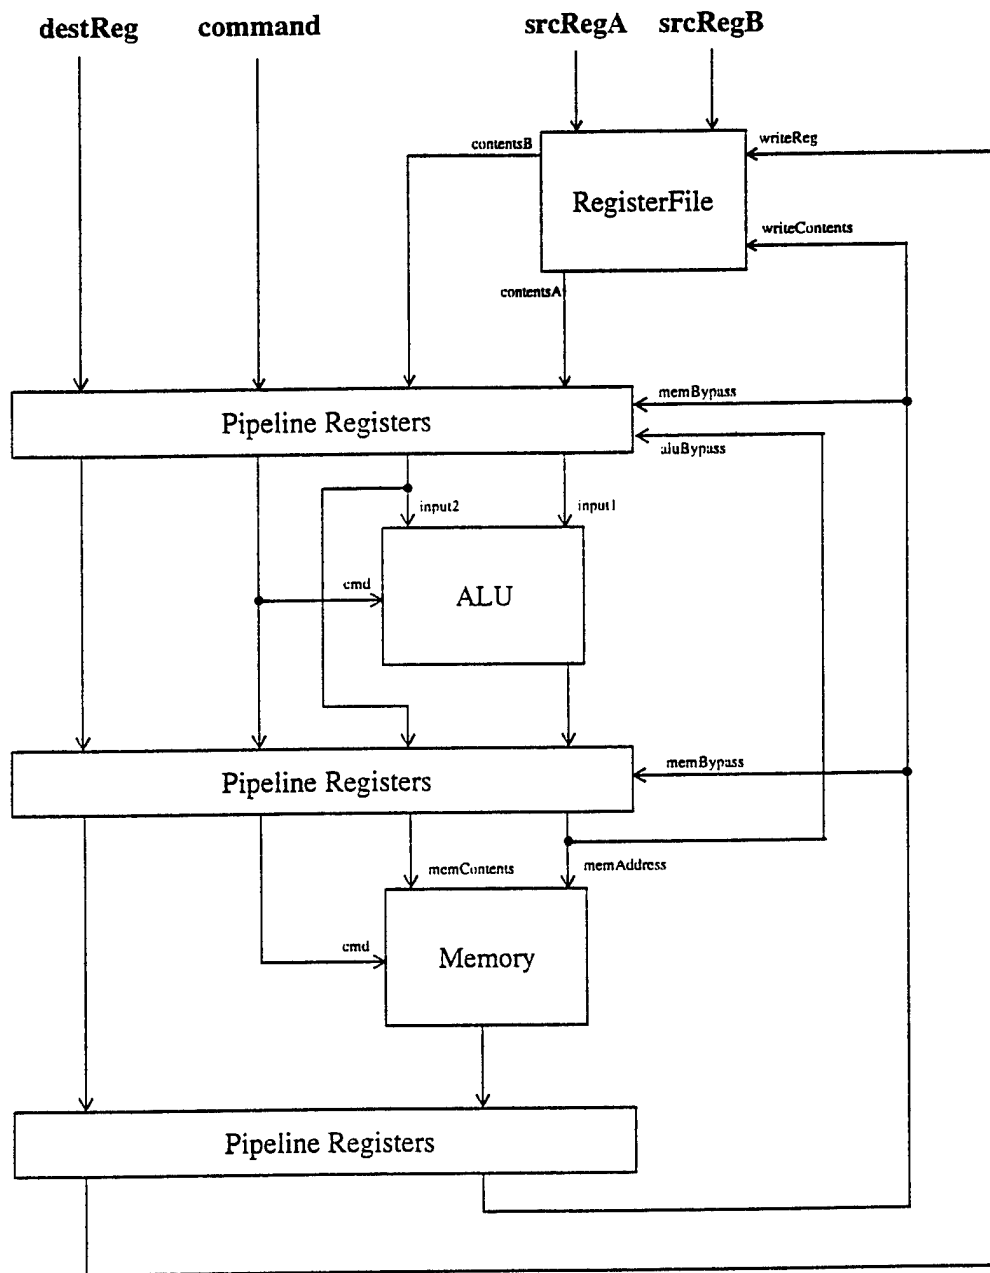 destReg command srcRegA srcRegB
contentsB
writeReg
RegisterFile
writeContents
contentsA
memBypass
Pipeline Registers
aluBypass
input2
input1
cmd
ALU
memBypass
Pipeline Registers
memContents
memAddress
cmd
Memory
Pipeline Registers